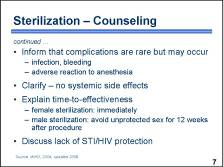 Sterilization – Counseling
continued ...
• Inform that complications are rare but may occur
– infection, bleeding
– adverse reaction to anesthesia
• Clarify – no systemic side effects
• Explain time-to-effectiveness
– female sterilization: immediately
– male sterilization: avoid unprotected sex for 12 weeks
after procedure
• Discuss lack of STI/HIV protection
Source: WHO, 2004, updated 2008.
7